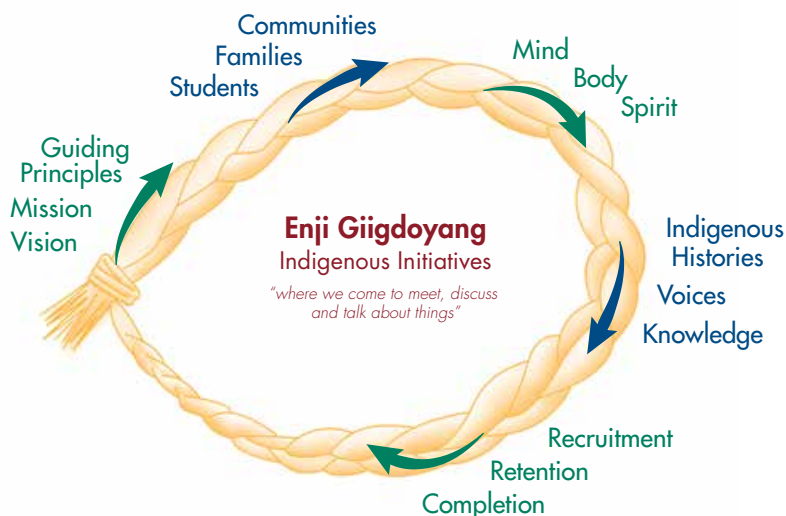 Communities
Families
Students
Mind
Body
Spirit
Guiding
Principles
Mission
Vision
Enji Giigdoyang
Indigenous Initiatives
"where we come to meet, discuss
and talk about things"
Indigenous
Histories
Voices
Knowledge
Recruitment
Retention
Completion